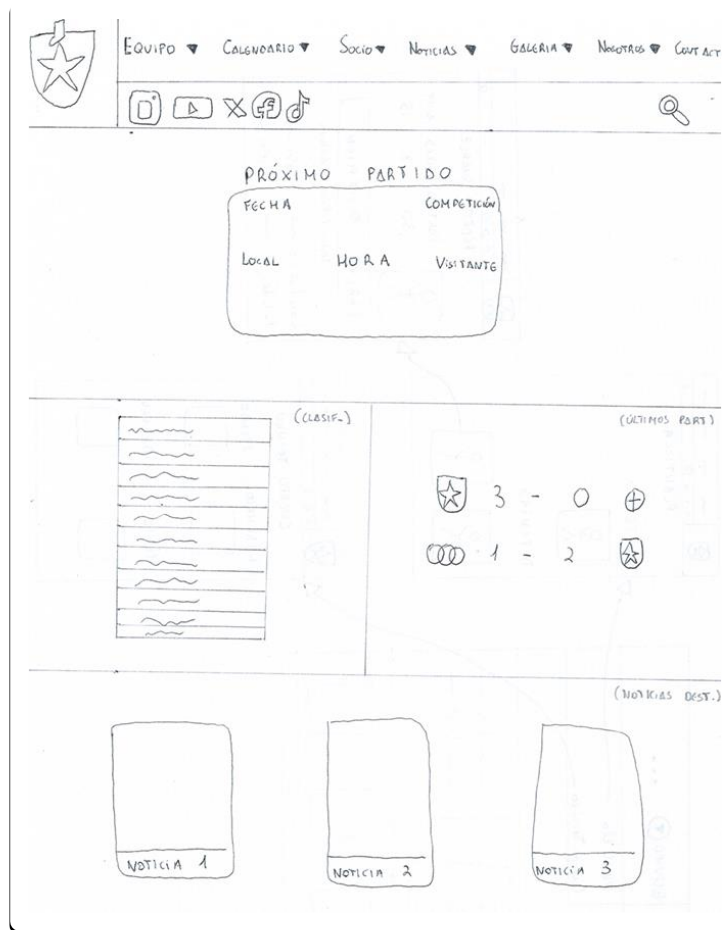 EQUIPO CALENDARIO SOCIO NOTICIAS GALERIA NOSOTROS CONTACT
PRÓXIMO PARTIDO
FECHA COMPETICIÓN
LOCAL HORA VISITANTE
(CLASIF.) (ÚLTIMOS PART)
3 - 0
1 - 2
(NOTICIAS DEST.)
NOTICIA 1 NOTICIA 2 NOTICIA 3